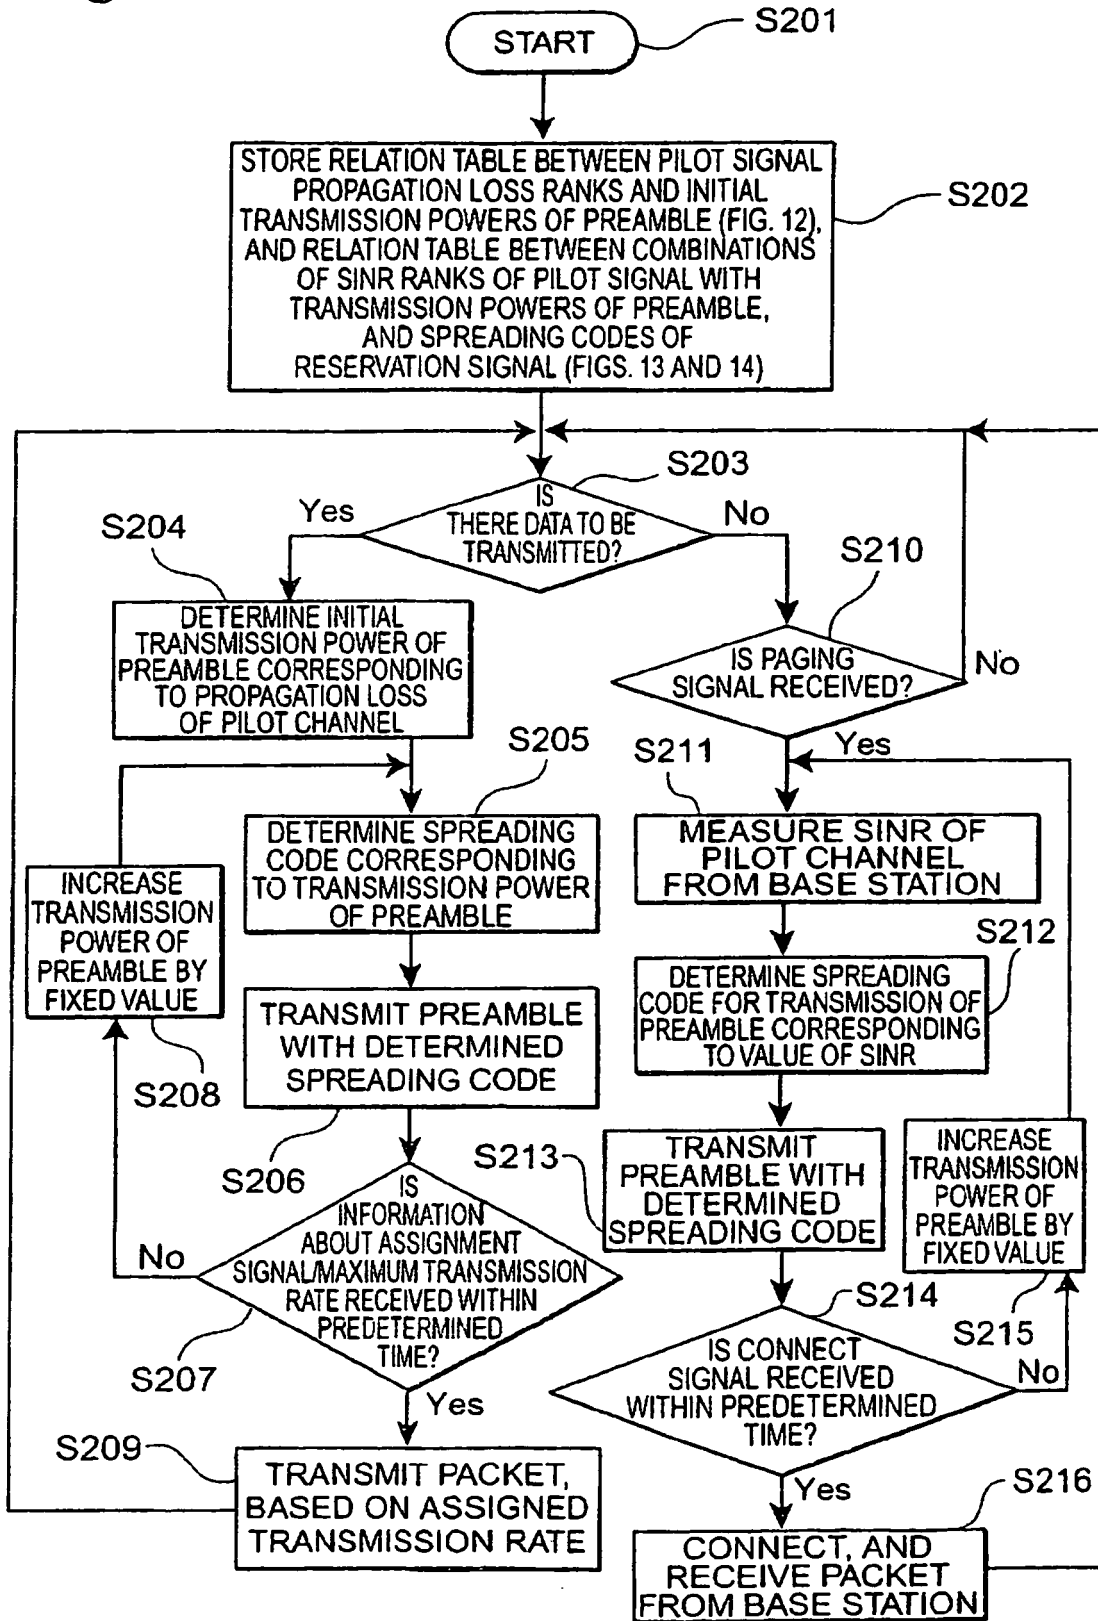 START
S201
STORE RELATION TABLE BETWEEN PILOT SIGNAL
PROPAGATION LOSS RANKS AND INITIAL
TRANSMISSION POWERS OF PREAMBLE (FIG. 12),
AND RELATION TABLE BETWEEN COMBINATIONS
OF SINR RANKS OF PILOT SIGNAL WITH
TRANSMISSION POWERS OF PREAMBLE,
AND SPREADING CODES OF
RESERVATION SIGNAL (FIGS. 13 AND 14)
S202
S203
IS
THERE DATA TO BE
TRANSMITTED?
Yes
No
S204
DETERMINE INITIAL
TRANSMISSION POWER OF
PREAMBLE CORRESPONDING
TO PROPAGATION LOSS
OF PILOT CHANNEL
S210
IS PAGING
SIGNAL RECEIVED?
No
Yes
S205
DETERMINE SPREADING
CODE CORRESPONDING
TO TRANSMISSION POWER
OF PREAMBLE
S211
MEASURE SINR OF
PILOT CHANNEL
FROM BASE STATION
INCREASE
TRANSMISSION
POWER OF
PREAMBLE BY
FIXED VALUE
S208
TRANSMIT PREAMBLE
WITH DETERMINED
SPREADING CODE
S206
S212
DETERMINE SPREADING
CODE FOR TRANSMISSION OF
PREAMBLE CORRESPONDING
TO VALUE OF SINR
S213
TRANSMIT
PREAMBLE WITH
DETERMINED
SPREADING CODE
INCREASE
TRANSMISSION
POWER OF
PREAMBLE BY
FIXED VALUE
S215
IS
INFORMATION
ABOUT ASSIGNMENT
SIGNAL/MAXIMUM TRANSMISSION
RATE RECEIVED WITHIN
PREDETERMINED
TIME?
No
S207
Yes
S214
IS CONNECT
SIGNAL RECEIVED
WITHIN PREDETERMINED
TIME?
No
Yes
S209
TRANSMIT PACKET,
BASED ON ASSIGNED
TRANSMISSION RATE
S216
CONNECT, AND
RECEIVE PACKET
FROM BASE STATION